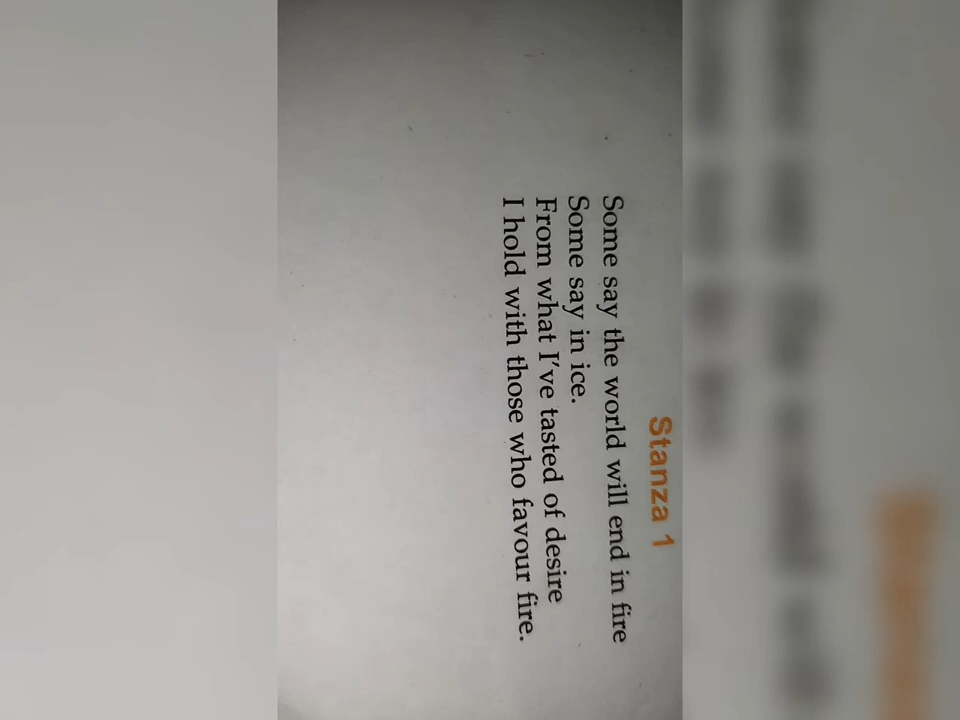 Stanza 1
Some say the world will end in fire
Some say in ice.
From what I've tasted of desire
I hold with those who favour fire.